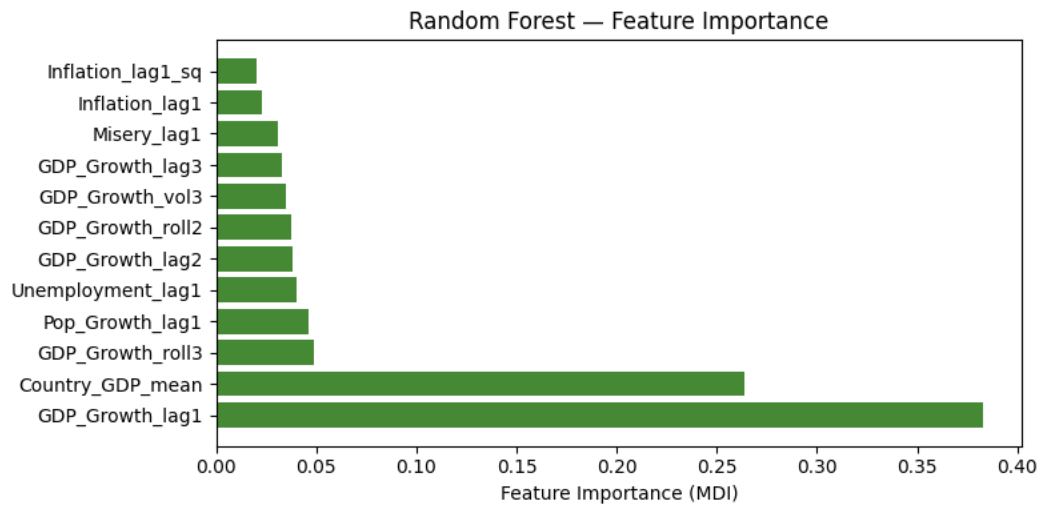 Random Forest — Feature Importance
Inflation_lag1_sq
Inflation_lag1
Misery_lag1
GDP_Growth_lag3
GDP_Growth_vol3
GDP_Growth_roll2
GDP_Growth_lag2
Unemployment_lag1
Pop_Growth_lag1
GDP_Growth_roll3
Country_GDP_mean
GDP_Growth_lag1
0.00 0.05 0.10 0.15 0.20 0.25 0.30 0.35 0.40
Feature Importance (MDI)